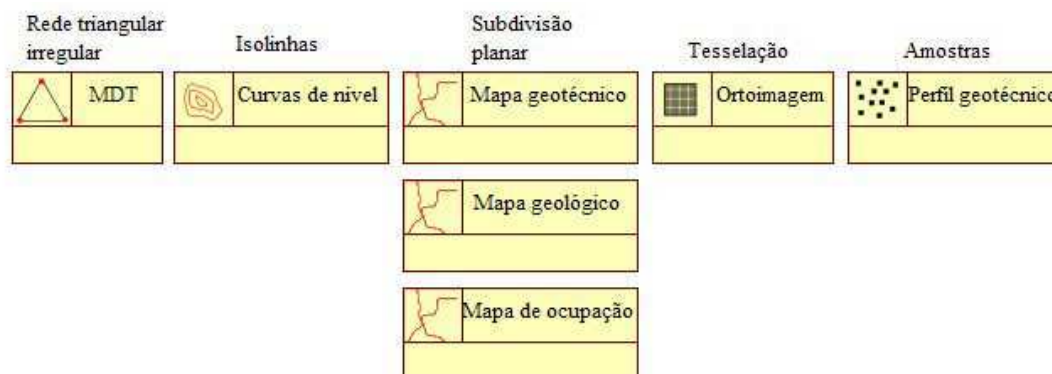 Rede triangular
irregular
Isolinhas
Subdivisão
planar
Tesselação
Amostras
MDT
Curvas de nível
Mapa geotécnico
Ortoimagem
Perfil geotécnico
Mapa geológico
Mapa de ocupação